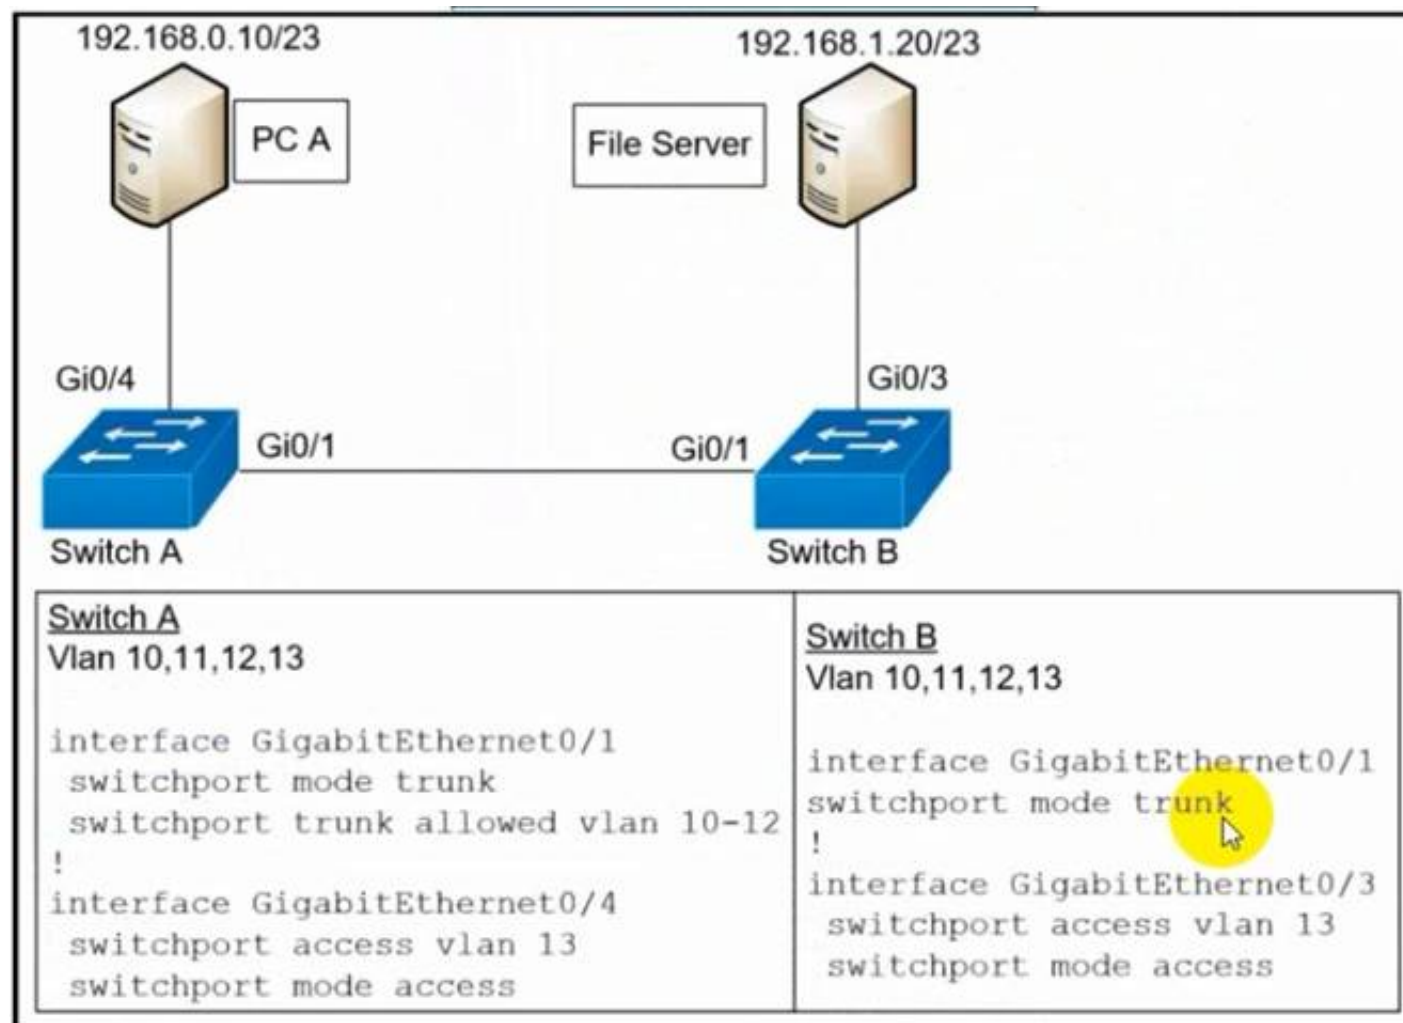 192.168.0.10/23
192.168.1.20/23
PC A
File Server
Gi0/4
Gi0/3
Gi0/1
Gi0/1
Switch A
Switch B
Switch A
Vlan 10,11,12,13
interface GigabitEthernet0/1
switchport mode trunk
switchport trunk allowed vlan 10-12
!
interface GigabitEthernet0/4
switchport access vlan 13
switchport mode access
Switch B
Vlan 10,11,12,13
interface GigabitEthernet0/1
switchport mode trunk
!
interface GigabitEthernet0/3
switchport access vlan 13
switchport mode access